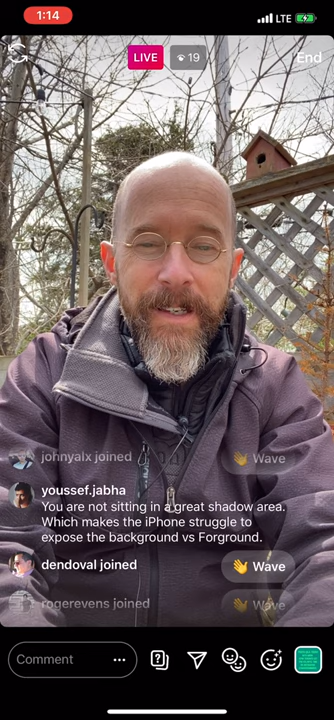 1:14
LTE
LIVE
19
End
johnyalx joined
Wave
youssef.jabha
You are not sitting in a great shadow area.
Which makes the iPhone struggle to
expose the background vs Forground.
dendoval joined
Wave
rogerevens joined
Wave
Comment